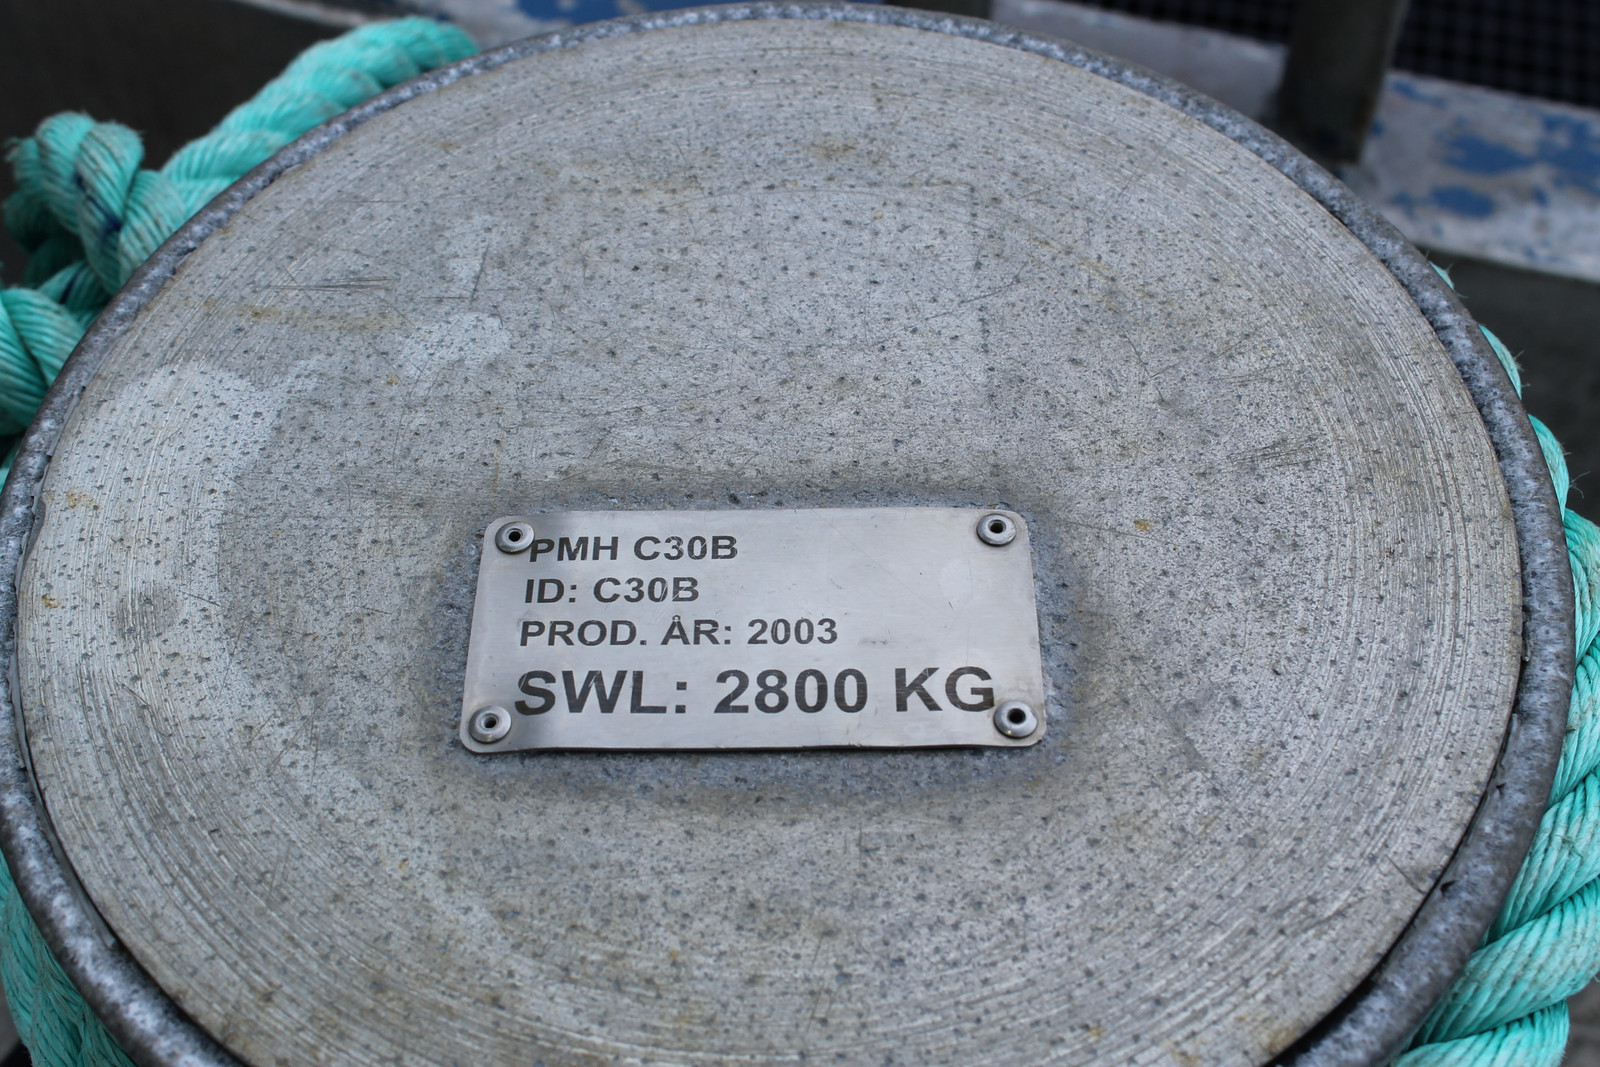 PMH C30B
ID: C30B
PROD. ÅR: 2003
SWL: 2800 KG